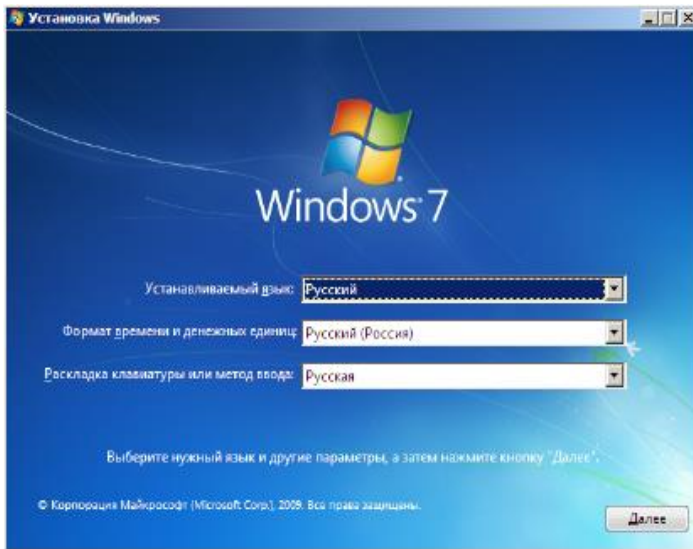 Установка Windows
Windows 7
Устанавливаемый язык: Русский
Формат времени и денежных единиц: Русский (Россия)
Раскладка клавиатуры или метод ввода: Русская
Выберите нужный язык и другие параметры, а затем нажмите кнопку "Далее".
© Корпорация Майкрософт (Microsoft Corp.), 2009. Все права защищены.
Далее